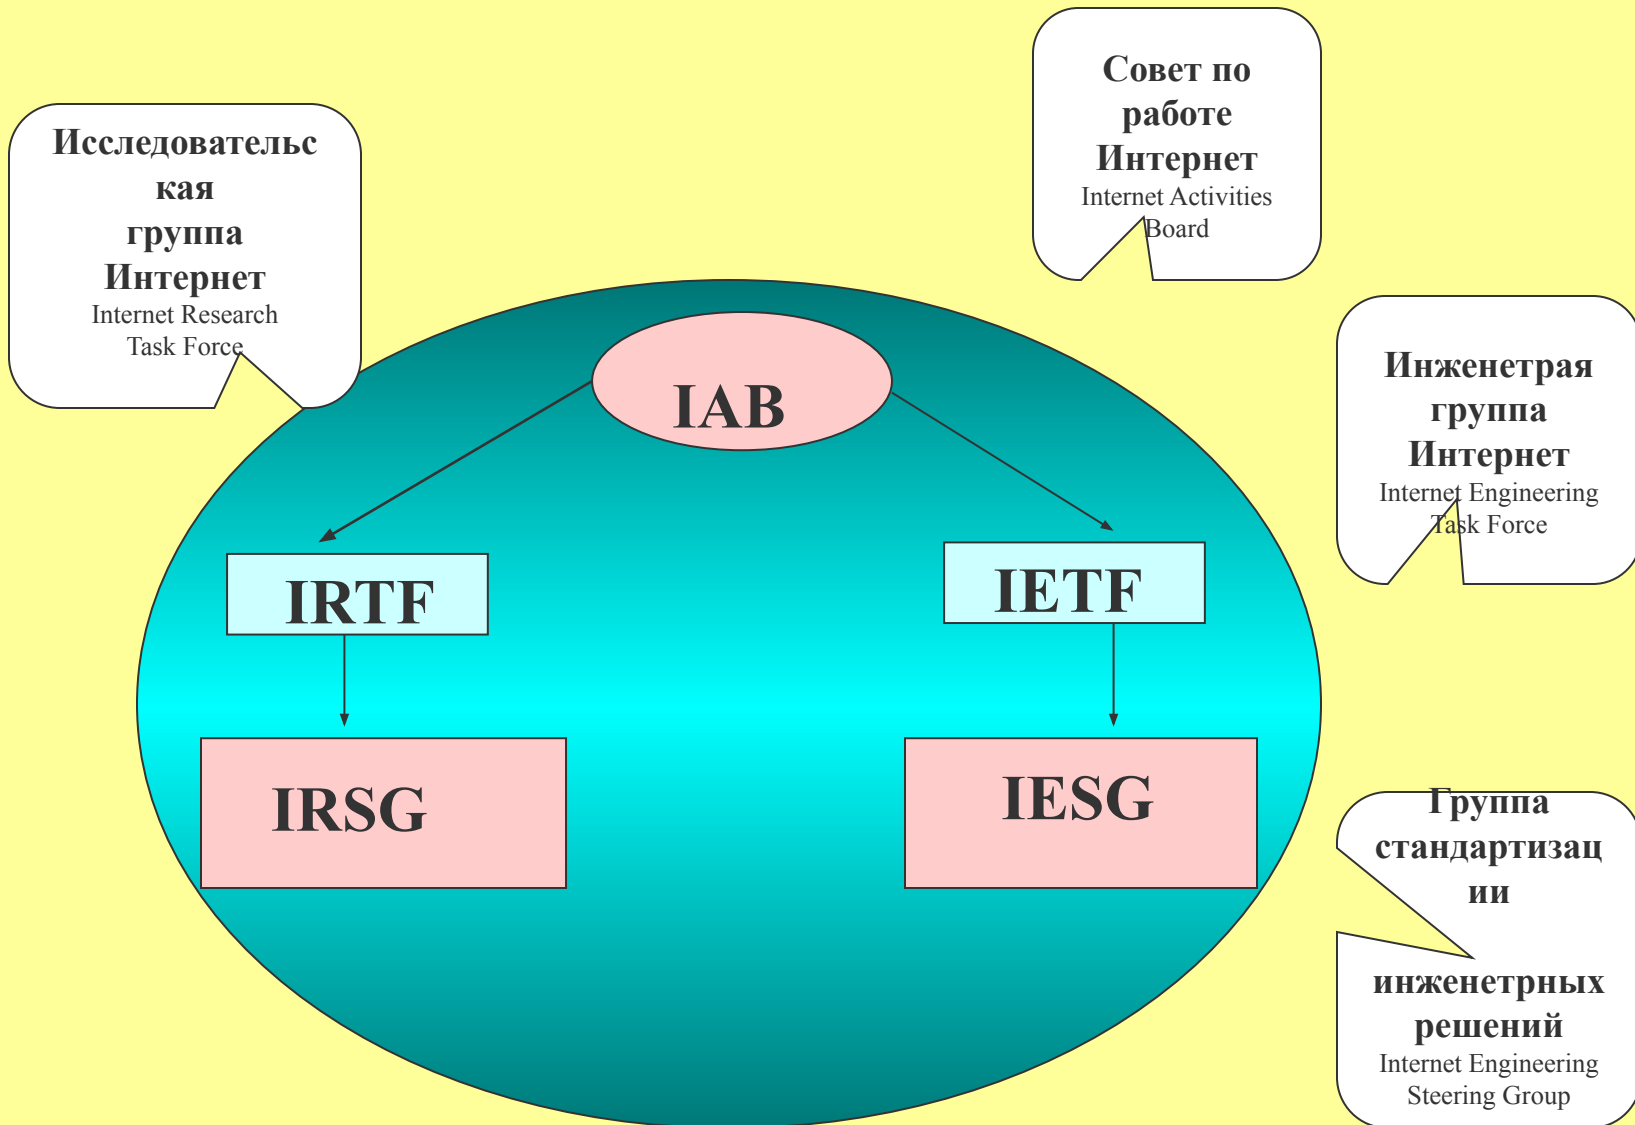 Совет по
работе
Интернет
Internet Activities
Board
Исследовательс
кая
группа
Интернет
Internet Research
Task Force
Инженетрая
группа
Интернет
Internet Engineering
Task Force
IAB
IRTF
IETF
IRSG
IESG
Группа
стандартизац
ии
инженетрных
решений
Internet Engineering
Steering Group